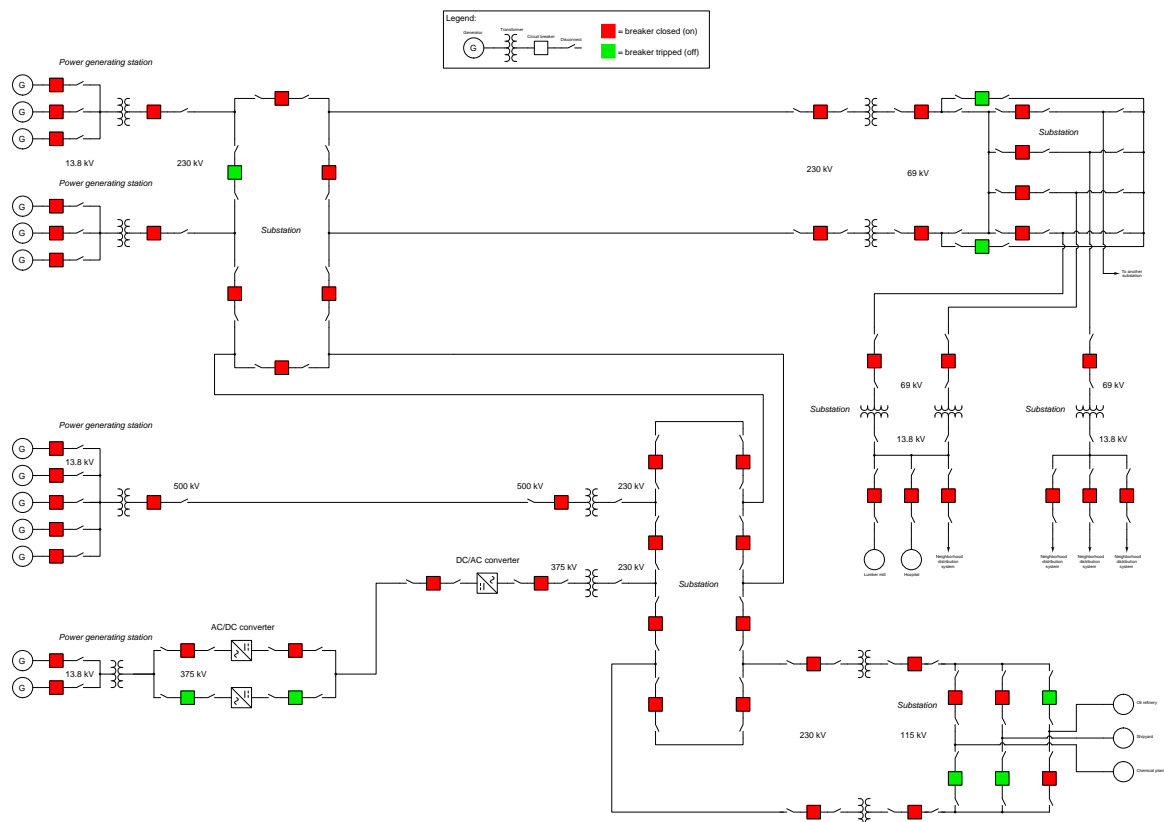 Legend:
Generator
Transformer
Circuit breaker
Disconnect
G
= breaker closed (on)
= breaker tripped (off)
Power generating station
G
G
G
13.8 kV
230 kV
230 kV
69 kV
Substation
Power generating station
G
G
G
Substation
To another
substation
69 kV
69 kV
Substation
Substation
13.8 kV
13.8 kV
Power generating station
G
G
G
G
G
13.8 kV
500 kV
500 kV
230 kV
DC/AC converter
375 kV
230 kV
Substation
Lumber mill
Hospital
Neighborhood
distribution
system
Neighborhood
distribution
system
Neighborhood
distribution
system
Neighborhood
distribution
system
Power generating station
AC/DC converter
G
G
13.8 kV
375 kV
Substation
230 kV
115 kV
Oil refinery
Shipyard
Chemical plant